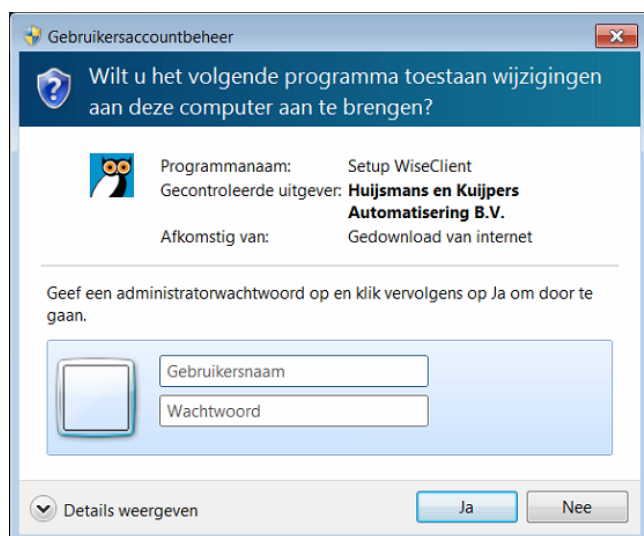 Gebruikersaccountbeheer
Wilt u het volgende programma toestaan wijzigingen
aan deze computer aan te brengen?
Programmanaam: Setup WiseClient
Gecontroleerde uitgever: Huijsmans en Kuijpers
Automatisering B.V.
Afkomstig van: Gedownload van internet
Geef een administratorwachtwoord op en klik vervolgens op Ja om door te
gaan.
Gebruikersnaam
Wachtwoord
Details weergeven Ja Nee